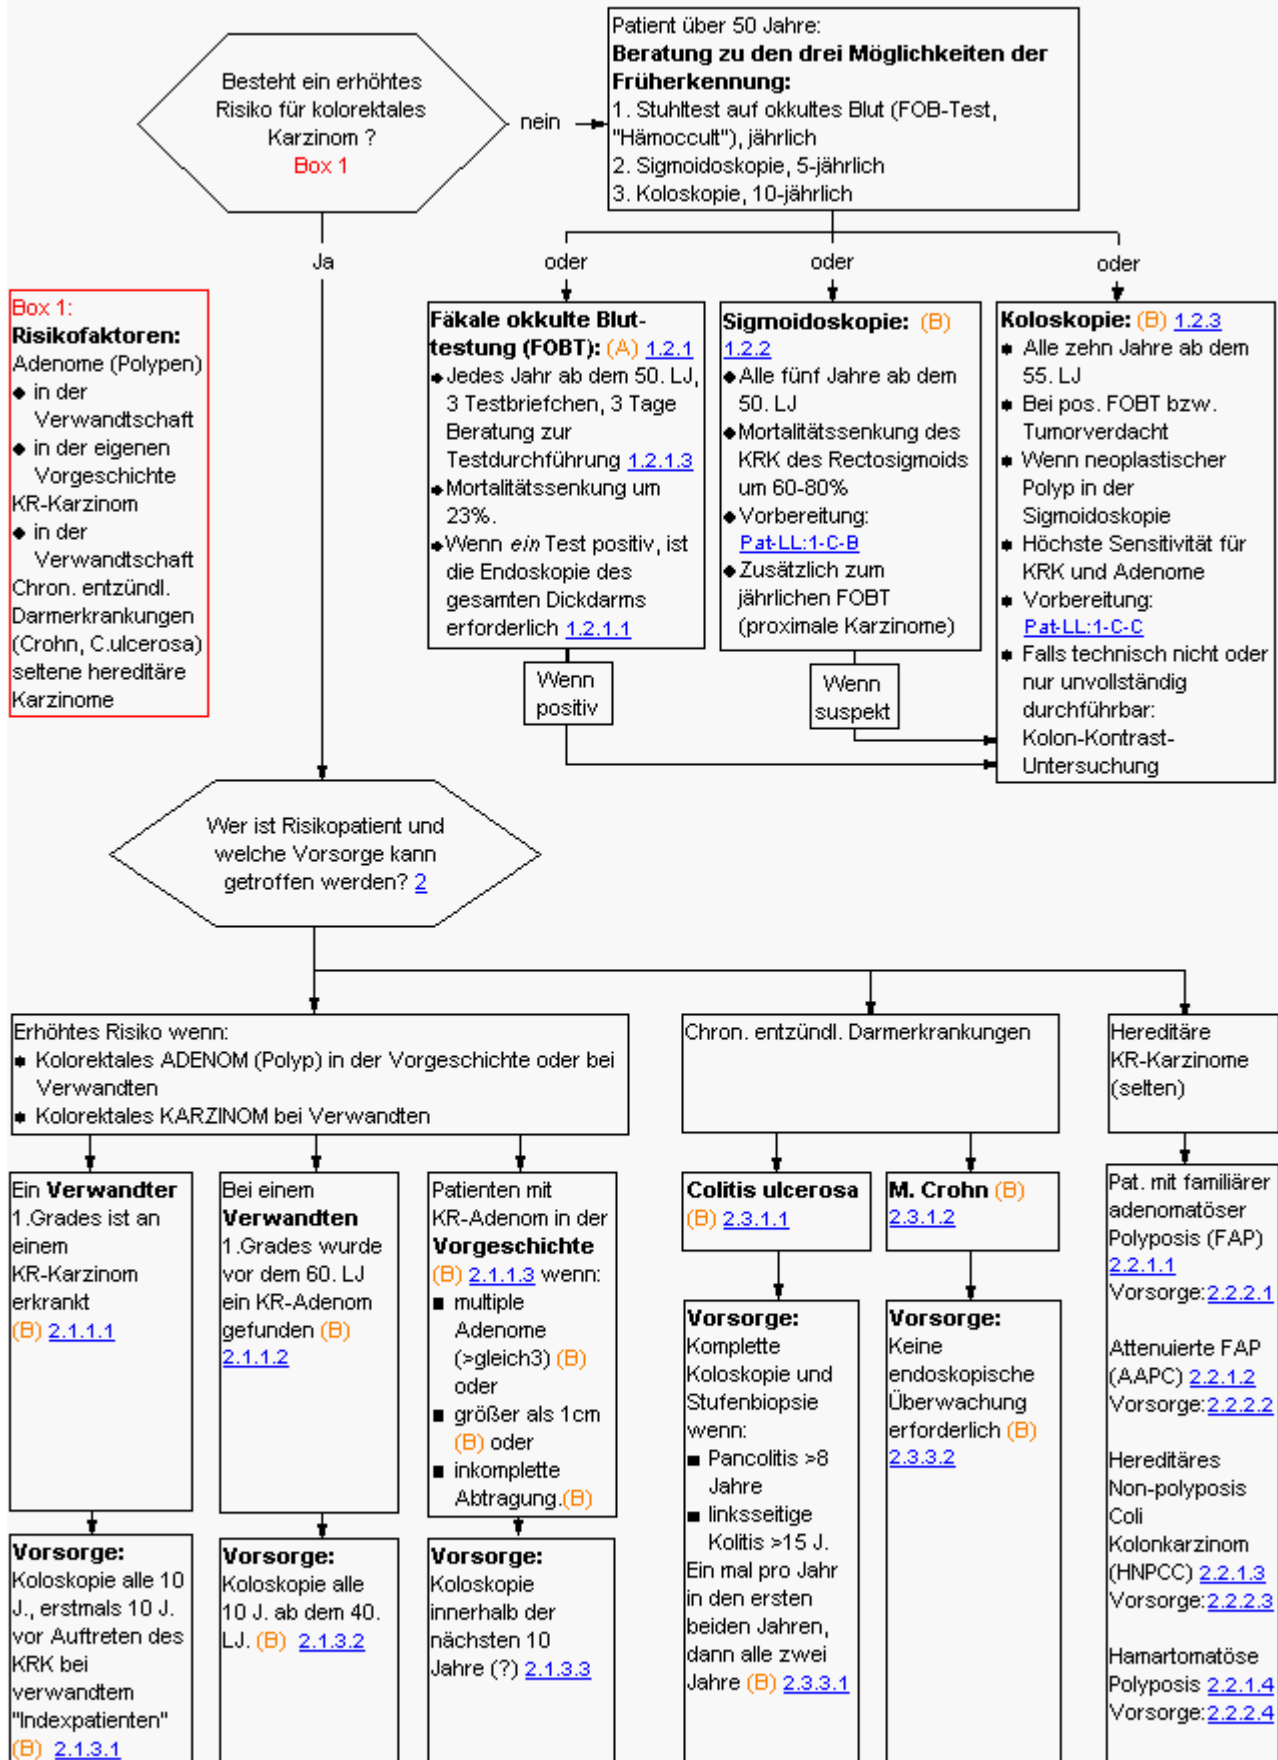 Besteht ein erhöhtes
Risiko für kolorektales
Karzinom ?
Box 1
nein
Patient über 50 Jahre:
Beratung zu den drei Möglichkeiten der
Früherkennung:
1. Stuhltest auf okkultes Blut (FOB-Test,
"Hämoccult"), jährlich
2. Sigmoidoskopie, 5-jährlich
3. Koloskopie, 10-jährlich
Ja
oder
oder
oder
Box 1:
Risikofaktoren:
Adenome (Polypen)
◆ in der
Verwandtschaft
◆ in der eigenen
Vorgeschichte
KR-Karzinom
◆ in der
Verwandtschaft
Chron. entzündl.
Darmerkrankungen
(Crohn, C.ulcerosa)
seltene hereditäre
Karzinome
Fäkale okkulte Blut-
testung (FOBT): (A) 1.2.1
◆ Jedes Jahr ab dem 50. LJ,
3 Testbriefchen, 3 Tage
Beratung zur
Testdurchführung 1.2.1.3
◆ Mortalitätssenkung um
23%.
◆ Wenn ein Test positiv, ist
die Endoskopie des
gesamten Dickdarms
erforderlich 1.2.1.1
Wenn
positiv
Sigmoidoskopie: (B)
1.2.2
◆ Alle fünf Jahre ab dem
50. LJ
◆ Mortalitätssenkung des
KRK des Rectosigmoids
um 60-80%
◆ Vorbereitung:
Pat-LL:1-C-B
◆ Zusätzlich zum
jährlichen FOBT
(proximale Karzinome)
Wenn
suspekt
Koloskopie: (B) 1.2.3
◆ Alle zehn Jahre ab dem
55. LJ
◆ Bei pos. FOBT bzw.
Tumorverdacht
◆ Wenn neoplastischer
Polyp in der
Sigmoidoskopie
◆ Höchste Sensitivität für
KRK und Adenome
◆ Vorbereitung:
Pat-LL:1-C-C
◆ Falls technisch nicht oder
nur unvollständig
durchführbar:
Kolon-Kontrast-
Untersuchung
Wer ist Risikopatient und
welche Vorsorge kann
getroffen werden? 2
Erhöhtes Risiko wenn:
◆ Kolorektales ADENOM (Polyp) in der Vorgeschichte oder bei
Verwandten
◆ Kolorektales KARZINOM bei Verwandten
Chron. entzündl. Darmerkrankungen
Hereditäre
KR-Karzinome
(selten)
Ein Verwandter
1.Grades ist an
einem
KR-Karzinom
erkrankt
(B) 2.1.1.1
Bei einem
Verwandten
1.Grades wurde
vor dem 60. LJ
ein KR-Adenom
gefunden (B)
2.1.1.2
Patienten mit
KR-Adenom in der
Vorgeschichte
(B) 2.1.1.3 wenn:
■ multiple
Adenome
(>gleich3) (B)
oder
■ größer als 1cm
(B) oder
■ inkomplette
Abtragung.(B)
Colitis ulcerosa
(B) 2.3.1.1
M. Crohn (B)
2.3.1.2
Pat. mit familiärer
adenomatöser
Polyposis (FAP)
2.2.1.1
Vorsorge:2.2.2.1
Attenuierte FAP
(AAPC) 2.2.1.2
Vorsorge:2.2.2.2
Hereditäres
Non-polyposis
Coli
Kolonkarzinom
(HNPCC) 2.2.1.3
Vorsorge:2.2.2.3
Hamartomatöse
Polyposis 2.2.1.4
Vorsorge:2.2.2.4
Vorsorge:
Koloskopie alle 10
J., erstmals 10 J.
vor Auftreten des
KRK bei
verwandtem
"Indexpatienten"
(B) 2.1.3.1
Vorsorge:
Koloskopie alle
10 J. ab dem 40.
LJ. (B) 2.1.3.2
Vorsorge:
Koloskopie
innerhalb der
nächsten 10
Jahre (?) 2.1.3.3
Vorsorge:
Komplette
Koloskopie und
Stufenbiopsie
wenn:
■ Pancolitis >8
Jahre
■ linksseitige
Kolitis >15 J.
Ein mal pro Jahr
in den ersten
beiden Jahren,
dann alle zwei
Jahre (B) 2.3.3.1
Vorsorge:
Keine
endoskopische
Überwachung
erforderlich (B)
2.3.3.2